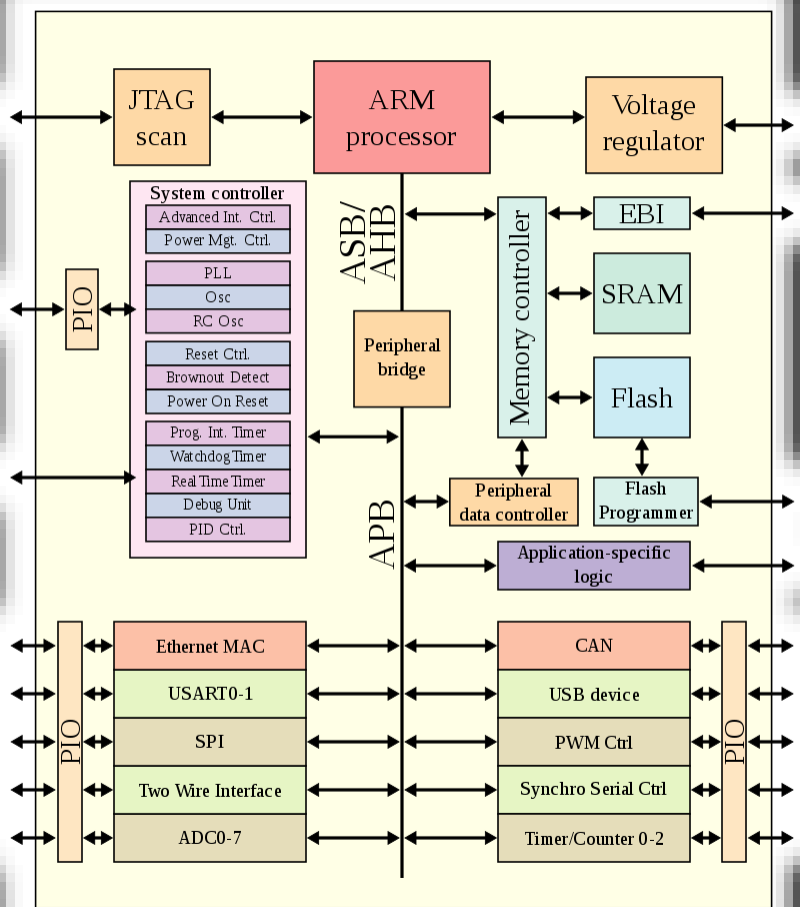 JTAG
scan
ARM
processor
Voltage
regulator
System controller
Advanced Int. Ctrl.
Power Mgt. Ctrl.
PLL
Osc
RC Osc
Reset Ctrl.
Brownout Detect
Power On Reset
Prog. Int. Timer
Watchdog Timer
Real Time Timer
Debug Unit
PID Ctrl.
PIO
ASB/
AHB
Peripheral
bridge
APB
Memory controller
EBI
SRAM
Flash
Peripheral
data controller
Flash
Programmer
Application-specific
logic
PIO
Ethernet MAC
USART0-1
SPI
Two Wire Interface
ADC0-7
CAN
USB device
PWM Ctrl
Synchro Serial Ctrl
Timer/Counter 0-2
PIO